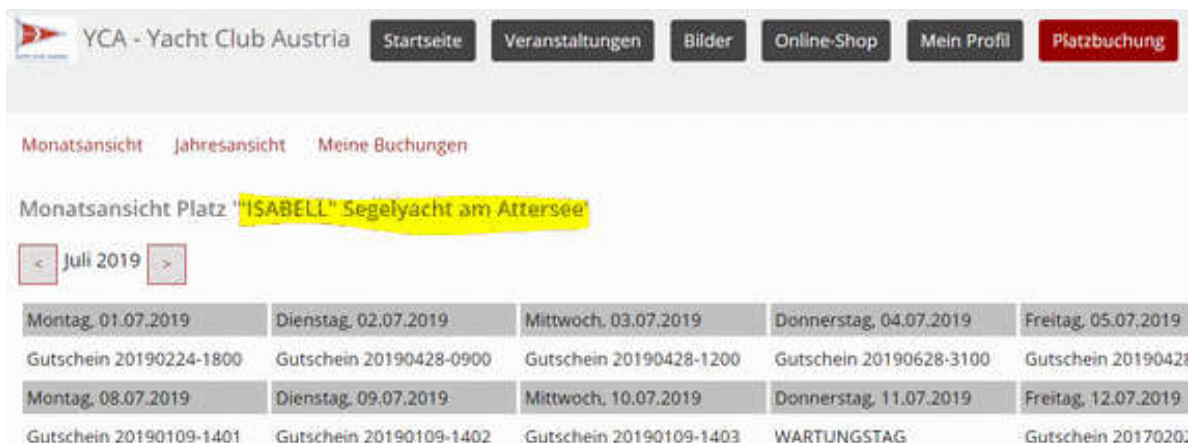 YCA - Yacht Club Austria Startseite Veranstaltungen Bilder Online-Shop Mein Profil Platzbuchung
Monatsansicht Jahresansicht Meine Buchungen
Monatsansicht Platz '"ISABELL" Segelyacht am Attersee'
< Juli 2019 >
Montag, 01.07.2019 Dienstag, 02.07.2019 Mittwoch, 03.07.2019 Donnerstag, 04.07.2019 Freitag, 05.07.2019
Gutschein 20190224-1800 Gutschein 20190428-0900 Gutschein 20190428-1200 Gutschein 20190628-3100 Gutschein 20190428
Montag, 08.07.2019 Dienstag, 09.07.2019 Mittwoch, 10.07.2019 Donnerstag, 11.07.2019 Freitag, 12.07.2019
Gutschein 20190109-1401 Gutschein 20190109-1402 Gutschein 20190109-1403 WARTUNGSTAG Gutschein 2017020